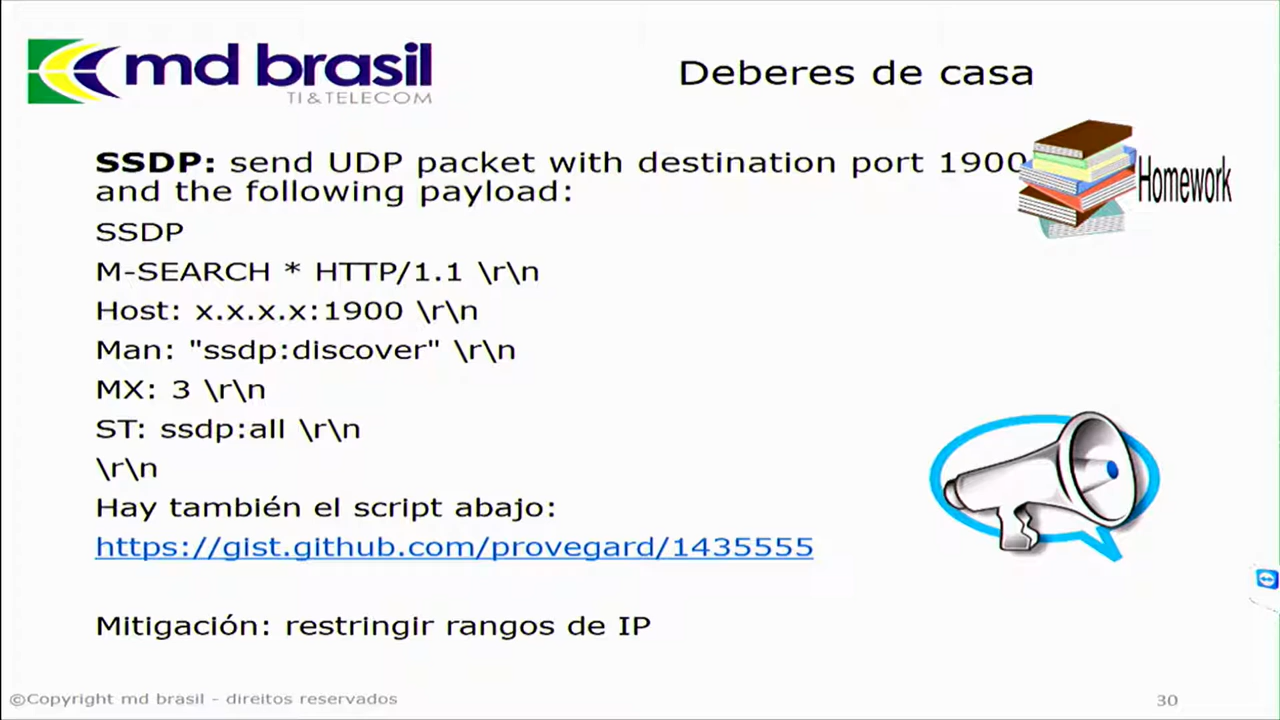 md brasil
TI & TELECOM
Deberes de casa
SSDP: send UDP packet with destination port 1900
and the following payload:
Homework
SSDP
M-SEARCH * HTTP/1.1 \r\n
Host: x.x.x.x:1900 \r\n
Man: "ssdp:discover" \r\n
MX: 3 \r\n
ST: ssdp:all \r\n
\r\n
Hay también el script abajo:
https://gist.github.com/provegard/1435555
Mitigación: restringir rangos de IP
©Copyright md brasil - direitos reservados
30